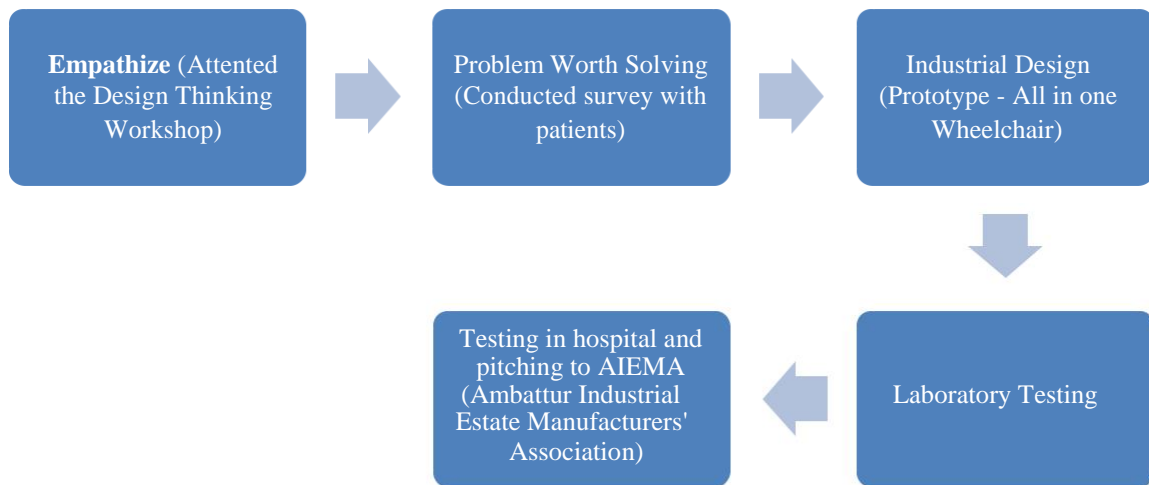 Empathize (Attented
the Design Thinking
Workshop)
Problem Worth Solving
(Conducted survey with
patients)
Industrial Design
(Prototype - All in one
Wheelchair)
Laboratory Testing
Testing in hospital and
pitching to AIEMA
(Ambattur Industrial
Estate Manufacturers'
Association)